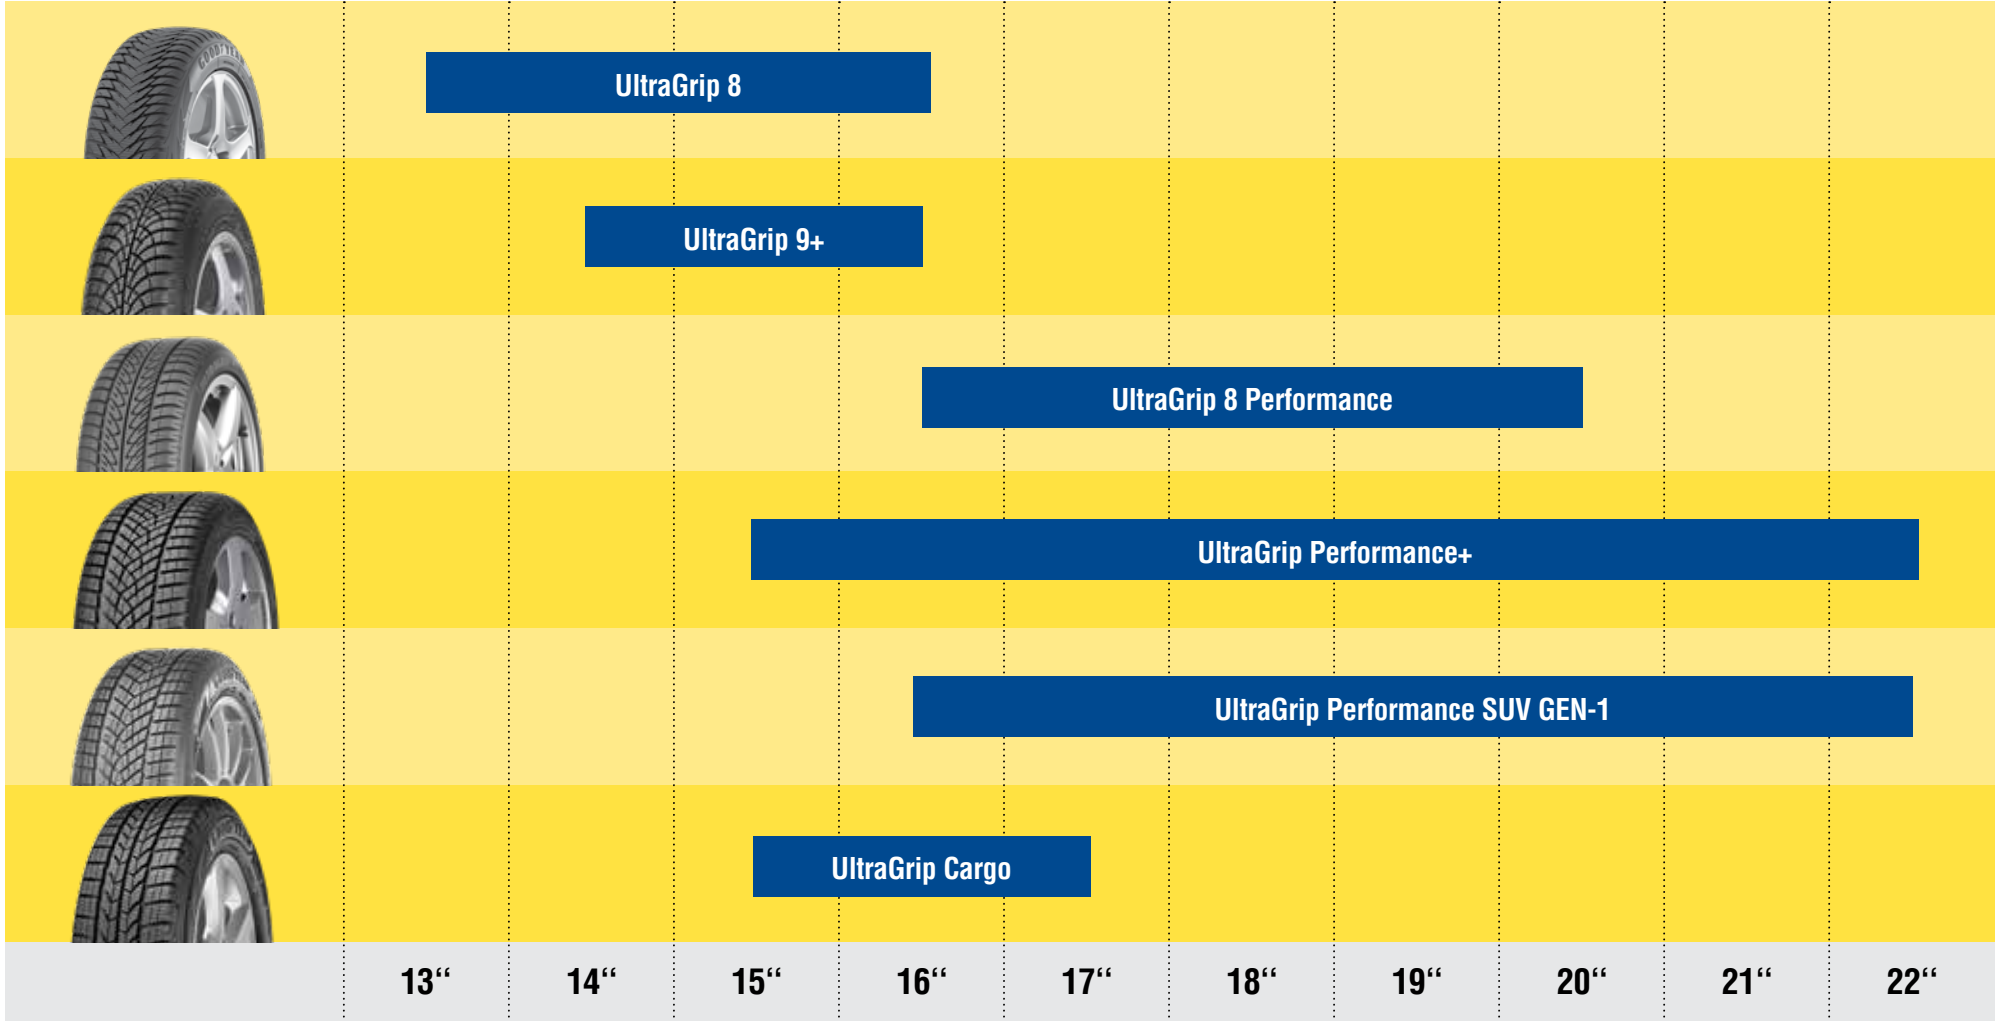 GOODYEAR
UltraGrip 8
UltraGrip 9+
UltraGrip 8 Performance
UltraGrip Performance+
UltraGrip Performance SUV GEN-1
UltraGrip Cargo
13“ 14“ 15“ 16“ 17“ 18“ 19“ 20“ 21“ 22“